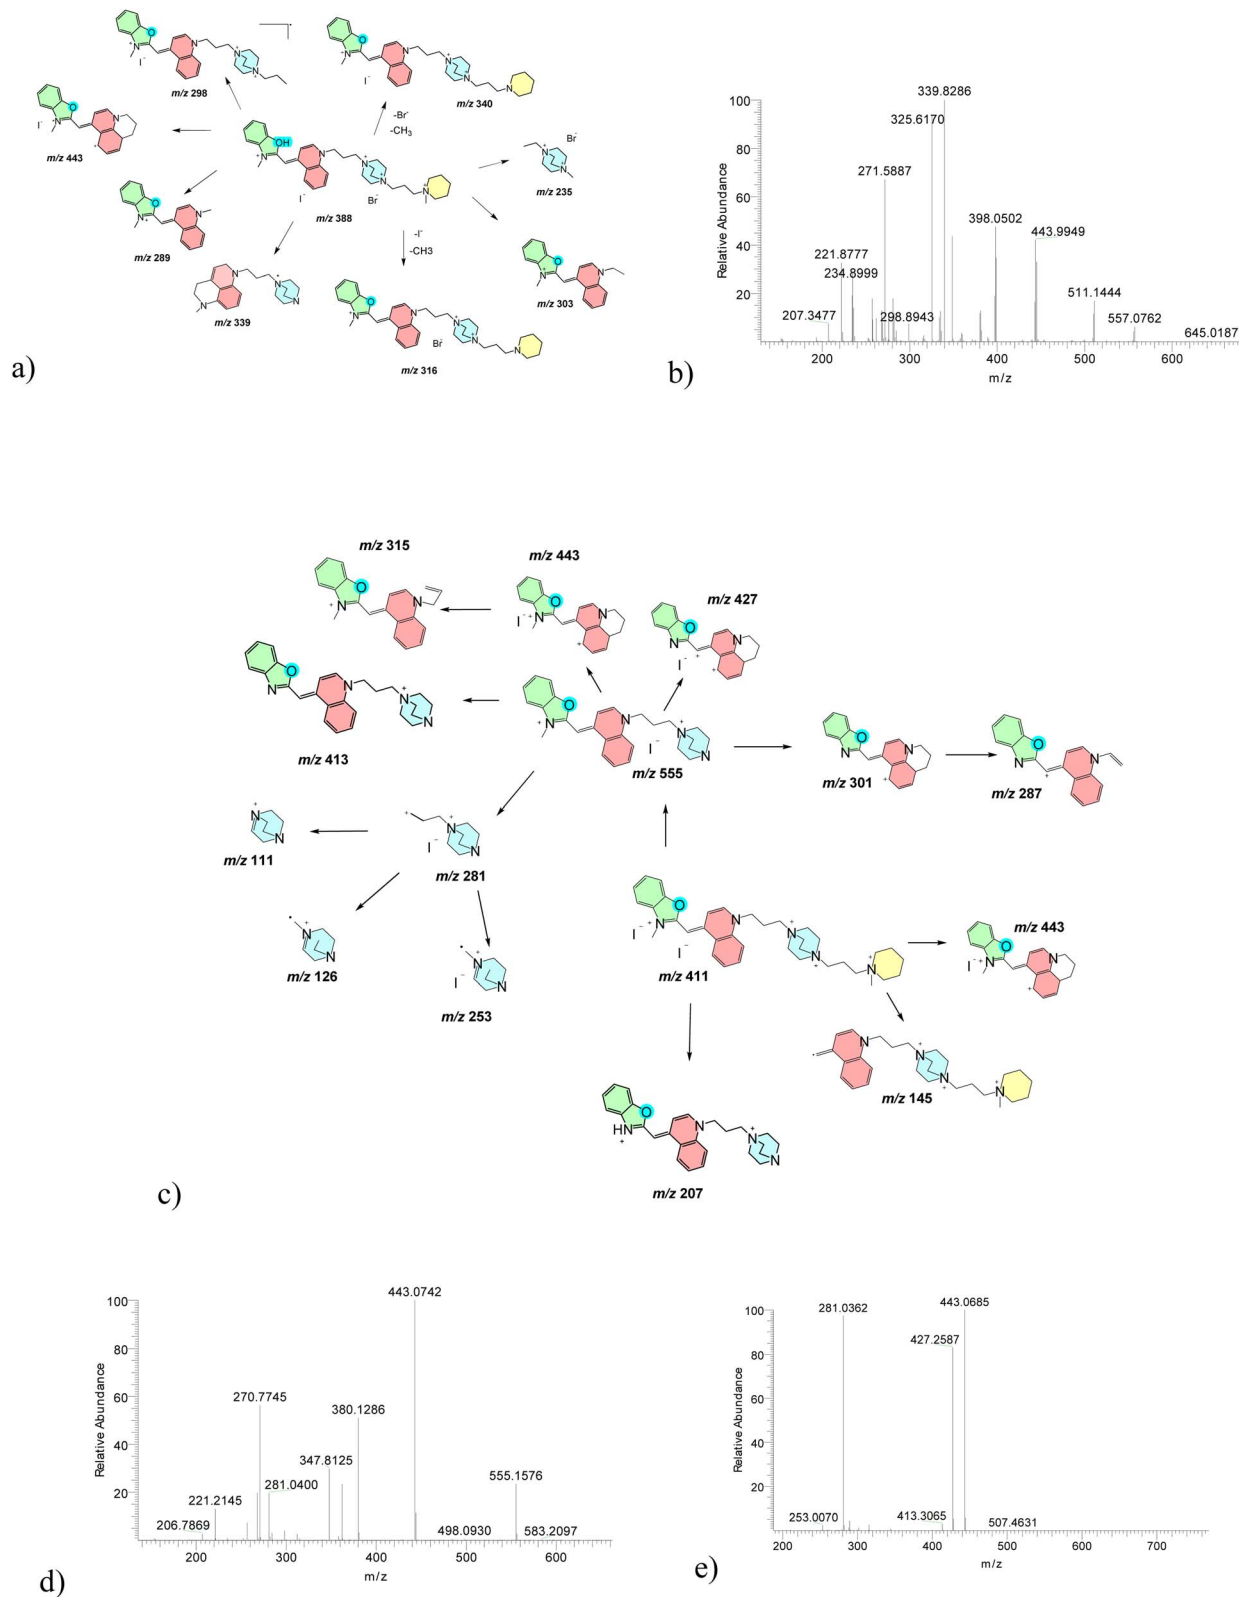 a)
m/z 298
m/z 340
-Br⁻
-CH₃
m/z 443
m/z 388
m/z 235
m/z 289
-I⁻
-CH3
m/z 303
m/z 339
m/z 316
b)
Relative Abundance
100
80
60
40
20
339.8286
325.6170
271.5887
398.0502
443.9949
221.8777
234.8999
511.1444
207.3477
298.8943
557.0762
645.0187
200 300 400 500 600
m/z
c)
m/z 315
m/z 443
m/z 427
m/z 413
m/z 555
m/z 301
m/z 287
m/z 111
m/z 281
m/z 126
m/z 253
m/z 411
m/z 443
m/z 145
m/z 207
d)
Relative Abundance
100
80
60
40
20
443.0742
270.7745
380.1286
347.8125
281.0400
555.1576
221.2145
206.7869
498.0930
583.2097
200 300 400 500 600
m/z
e)
Relative Abundance
100
80
60
40
20
281.0362
443.0685
427.2587
253.0070
413.3065
507.4631
200 300 400 500 600 700
m/z